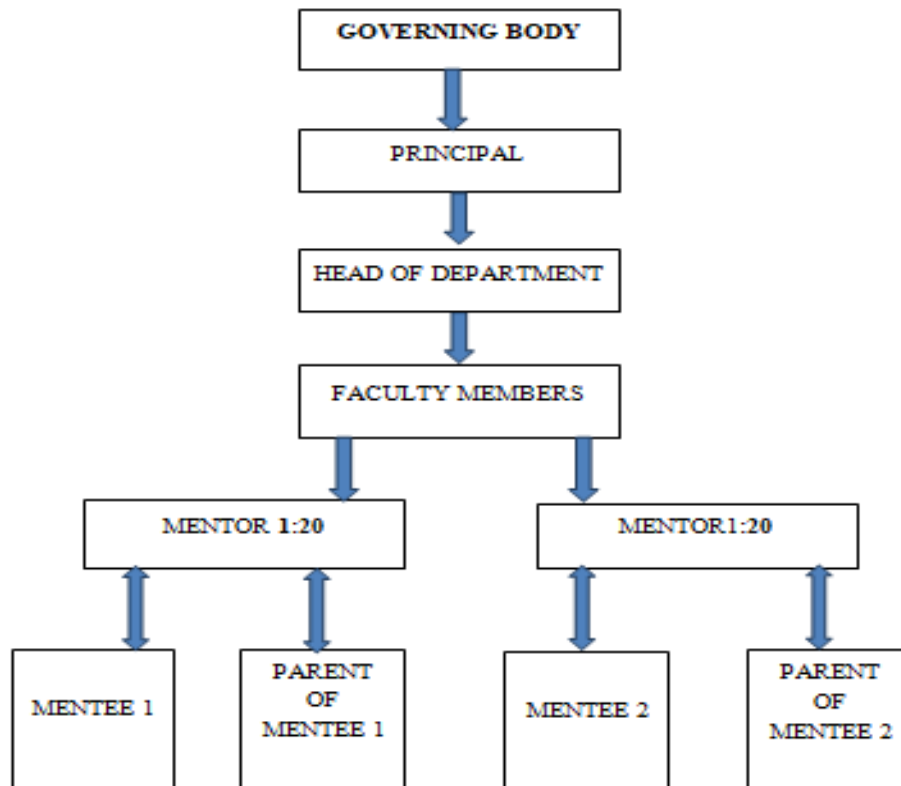 GOVERNING BODY
PRINCIPAL
HEAD OF DEPARTMENT
FACULTY MEMBERS
MENTOR 1:20
MENTOR1:20
MENTEE 1
PARENT
OF
MENTEE 1
MENTEE 2
PARENT
OF
MENTEE 2